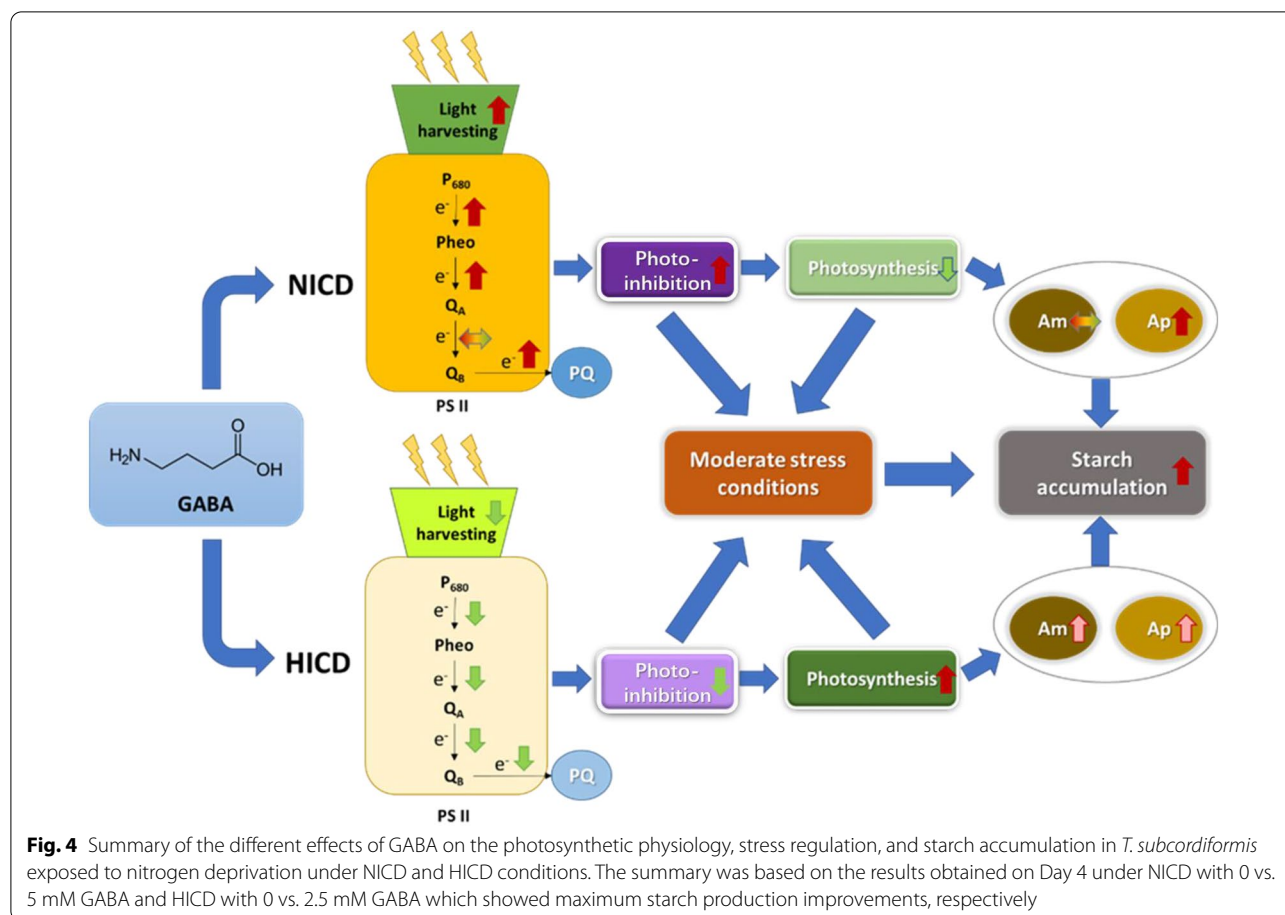 Light
harvesting
P₆₈₀
e⁻
Pheo
e⁻
Q_A
e⁻
Q_B
e⁻
PQ
PS II
NICD
Photo-
inhibition
Photosynthesis
Am
Ap
H₂N
O
OH
GABA
Moderate stress
conditions
Starch
accumulation
HICD
Light
harvesting
P₆₈₀
e⁻
Pheo
e⁻
Q_A
e⁻
Q_B
e⁻
PQ
PS II
Photo-
inhibition
Photosynthesis
Am
Ap
Fig. 4 Summary of the different effects of GABA on the photosynthetic physiology, stress regulation, and starch accumulation in T. subcordiformis
exposed to nitrogen deprivation under NICD and HICD conditions. The summary was based on the results obtained on Day 4 under NICD with 0 vs.
5 mM GABA and HICD with 0 vs. 2.5 mM GABA which showed maximum starch production improvements, respectively